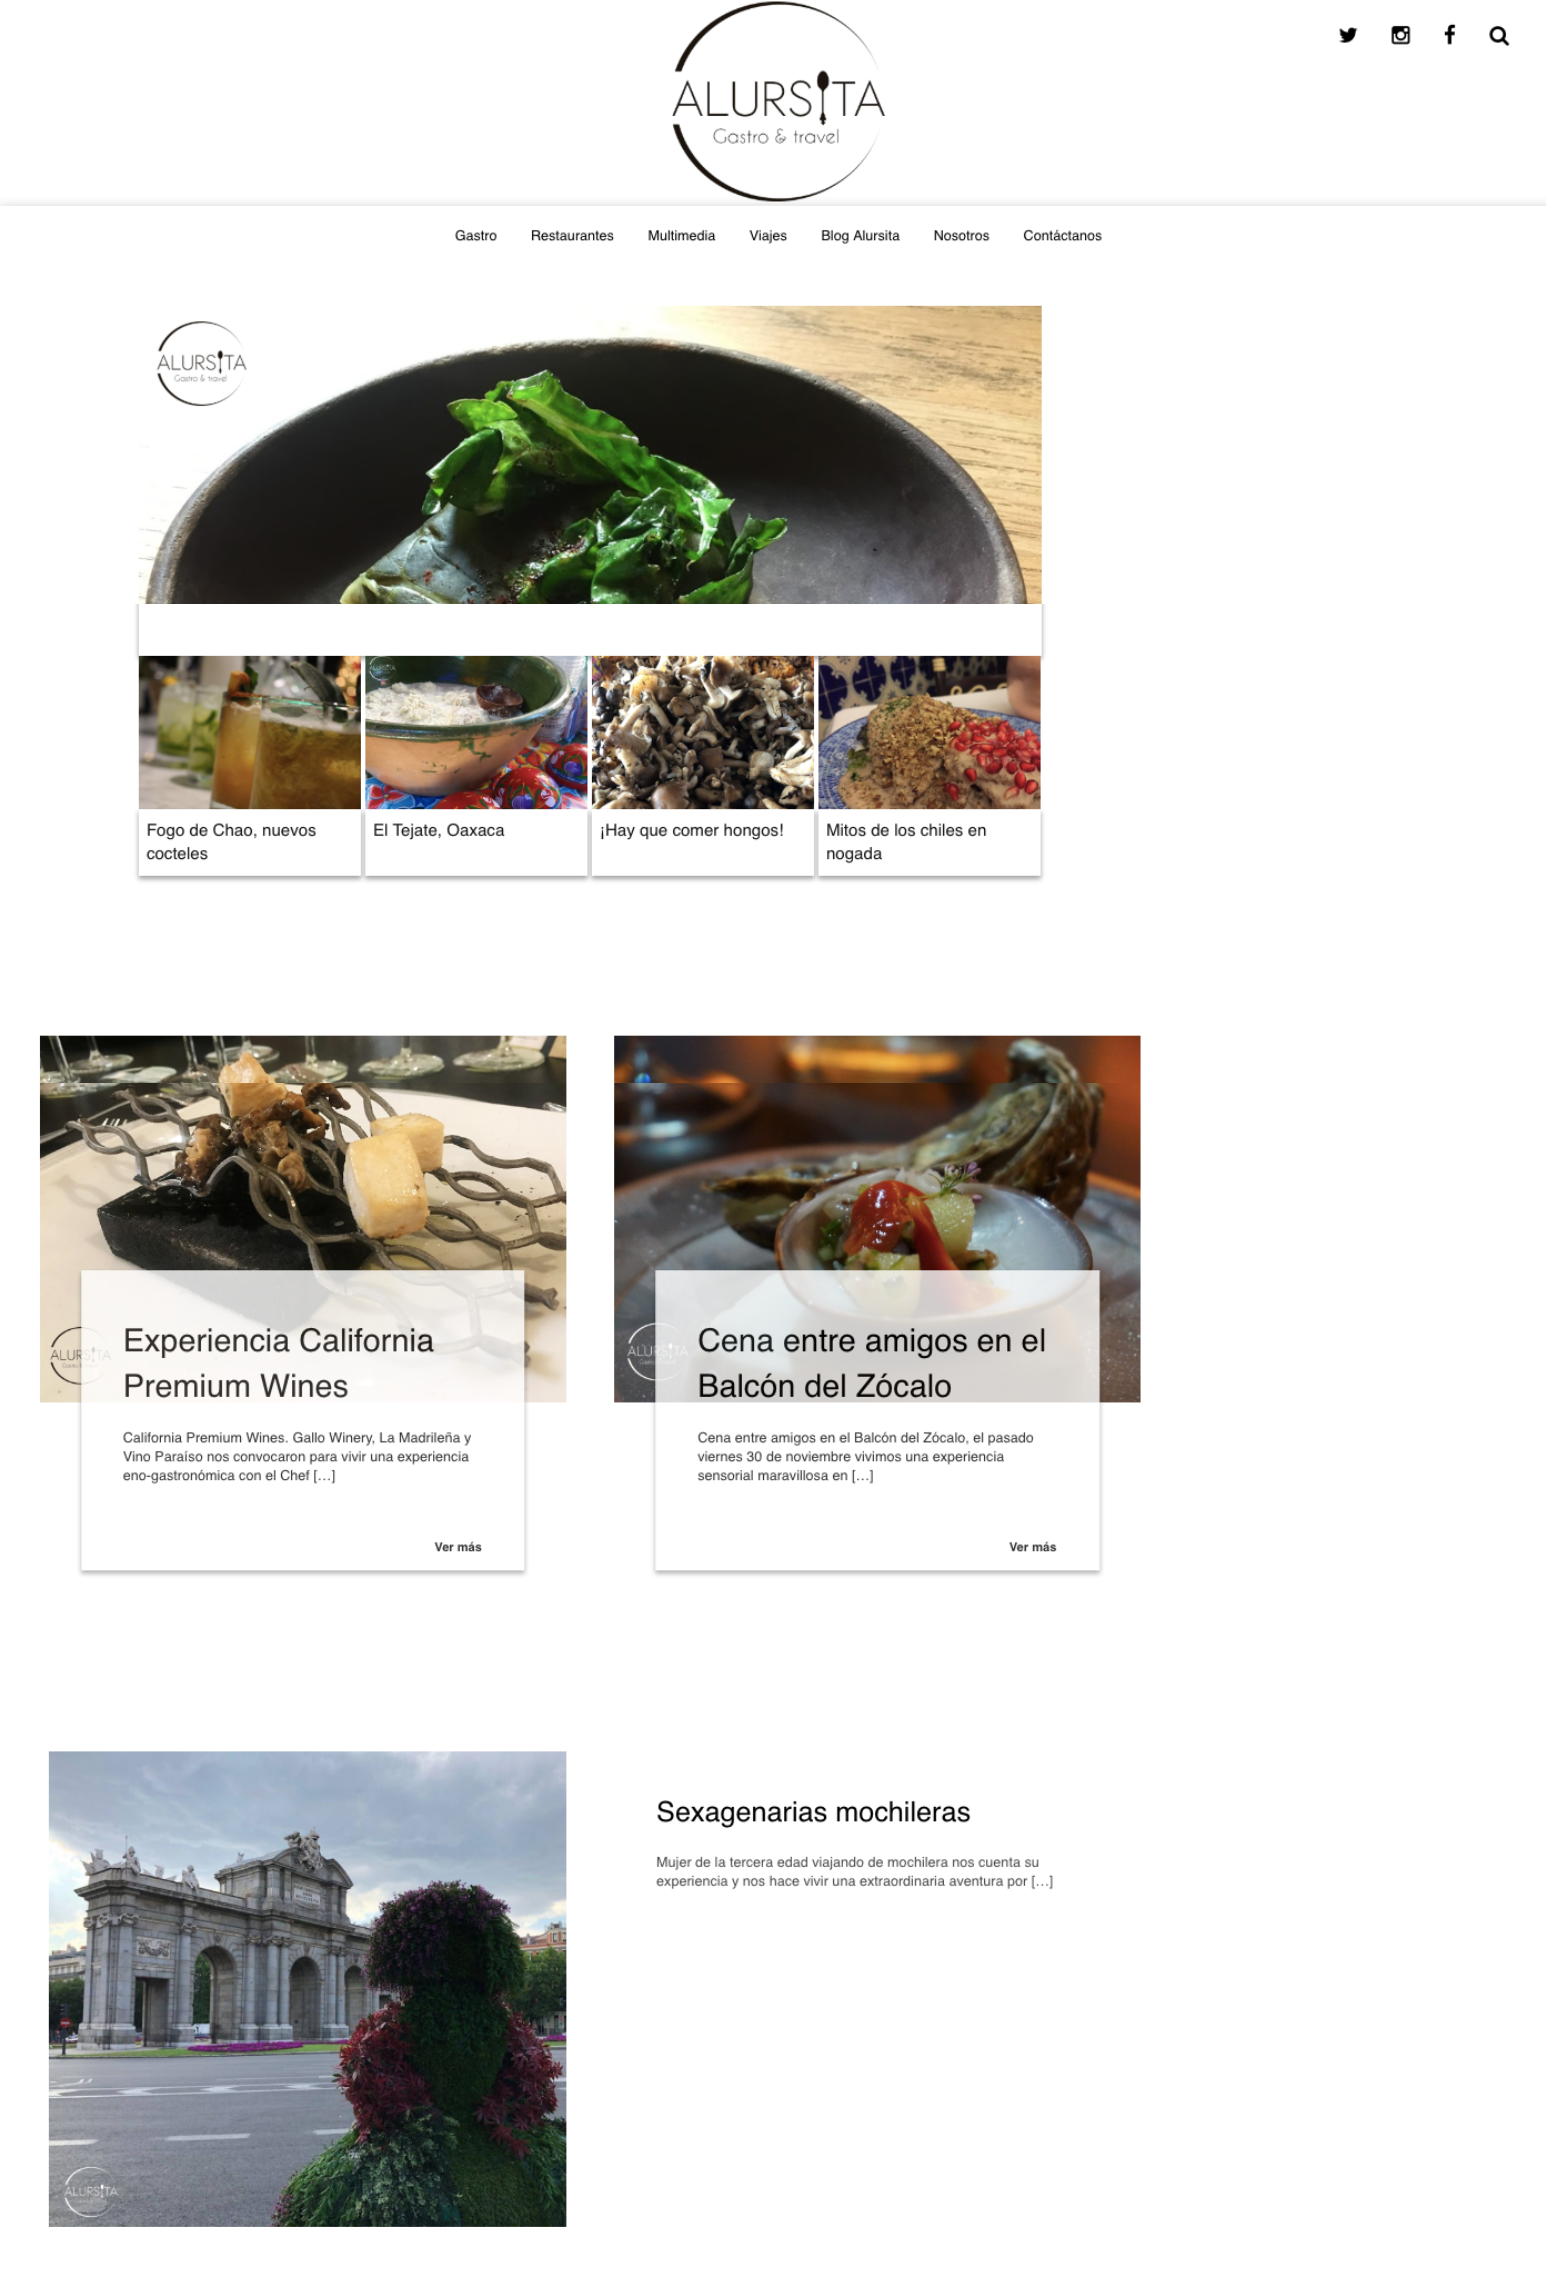 ALURSITA
Gastro & travel
Gastro Restaurantes Multimedia Viajes Blog Alursita Nosotros Contáctanos
ALURSITA
Gastro & travel
ALURSITA
Fogo de Chao, nuevos
cocteles
El Tejate, Oaxaca
¡Hay que comer hongos!
Mitos de los chiles en
nogada
ALURSITA
Experiencia California
Premium Wines
California Premium Wines. Gallo Winery, La Madrileña y
Vino Paraíso nos convocaron para vivir una experiencia
eno-gastronómica con el Chef [...]
Ver más
ALURSITA
Cena entre amigos en el
Balcón del Zócalo
Cena entre amigos en el Balcón del Zócalo, el pasado
viernes 30 de noviembre vivimos una experiencia
sensorial maravillosa en [...]
Ver más
Sexagenarias mochileras
Mujer de la tercera edad viajando de mochilera nos cuenta su
experiencia y nos hace vivir una extraordinaria aventura por [...]
ALURSITA